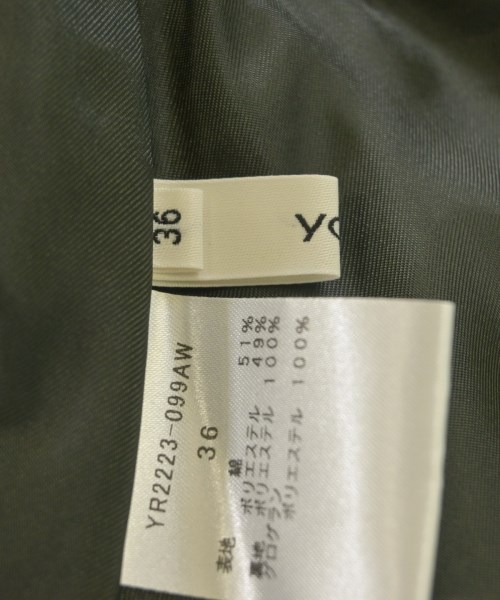 36
YO
YR2223-099AW
36
表地 綿 51%
ポリエステル 49%
裏地 ポリエステル 100%
グログラン ポリエステル 100%